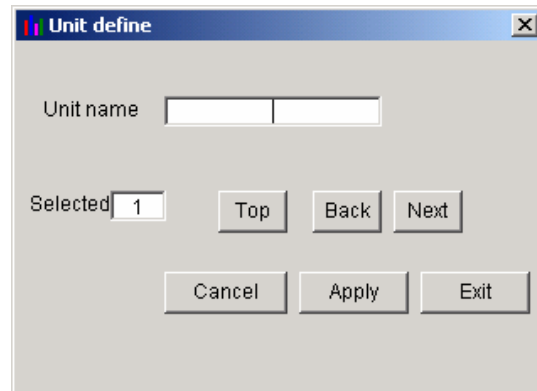 Unit define
Unit name
Selected 1 Top Back Next
Cancel Apply Exit